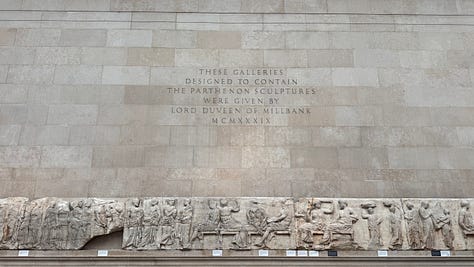 THESE GALLERIES
DESIGNED TO CONTAIN
THE PARTHENON SCULPTURES
WERE GIVEN BY
LORD DUVEEN OF MILLBANK
MCMXXXIX